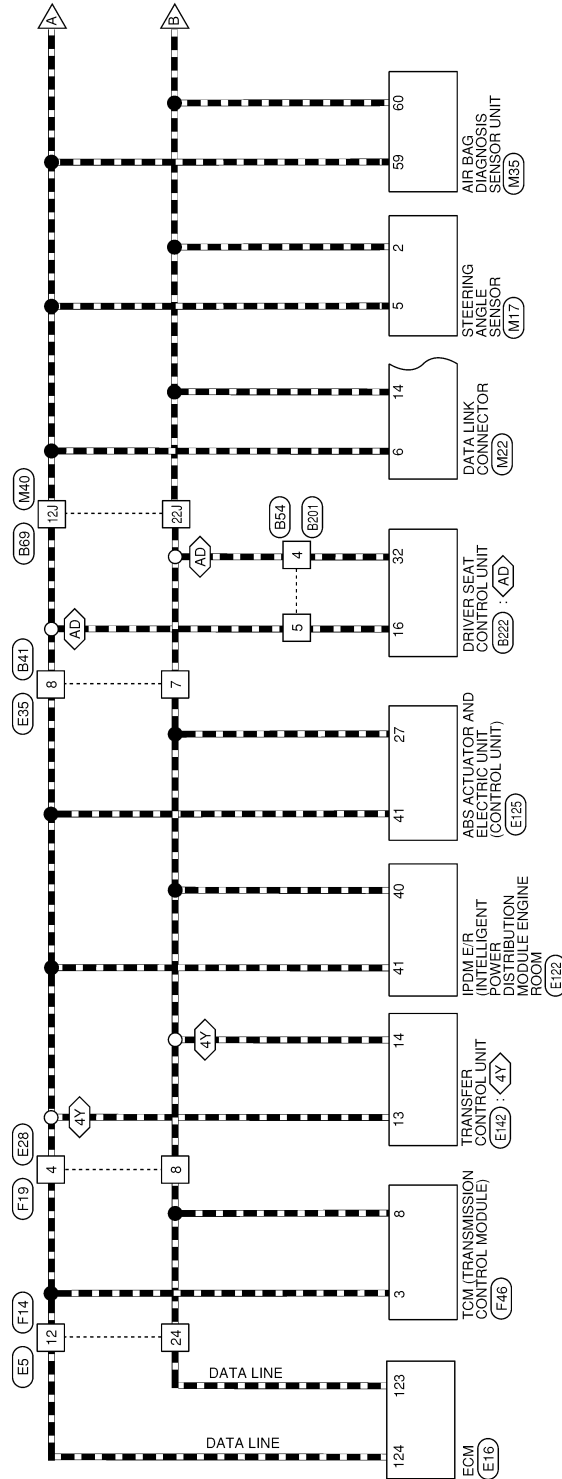 A
B
60
59
AIR BAG
DIAGNOSIS
SENSOR UNIT
M35
2
5
STEERING
ANGLE
SENSOR
M17
14
6
DATA LINK
CONNECTOR
M22
M40
B69
12J
22J
AD
AD
B54
B201
4
5
32
16
DRIVER SEAT
CONTROL UNIT
B222 : AD
B41
E35
8
7
27
41
ABS ACTUATOR AND
ELECTRIC UNIT
(CONTROL UNIT)
E125
40
41
IPDM E/R
(INTELLIGENT
POWER
DISTRIBUTION
MODULE ENGINE
ROOM
E122
4Y
4Y
14
13
TRANSFER
CONTROL UNIT
E142 : 4Y
E28
F19
4
8
8
3
TCM (TRANSMISSION
CONTROL MODULE)
F46
F14
E5
12
24
DATA LINE
DATA LINE
123
124
ECM
E16